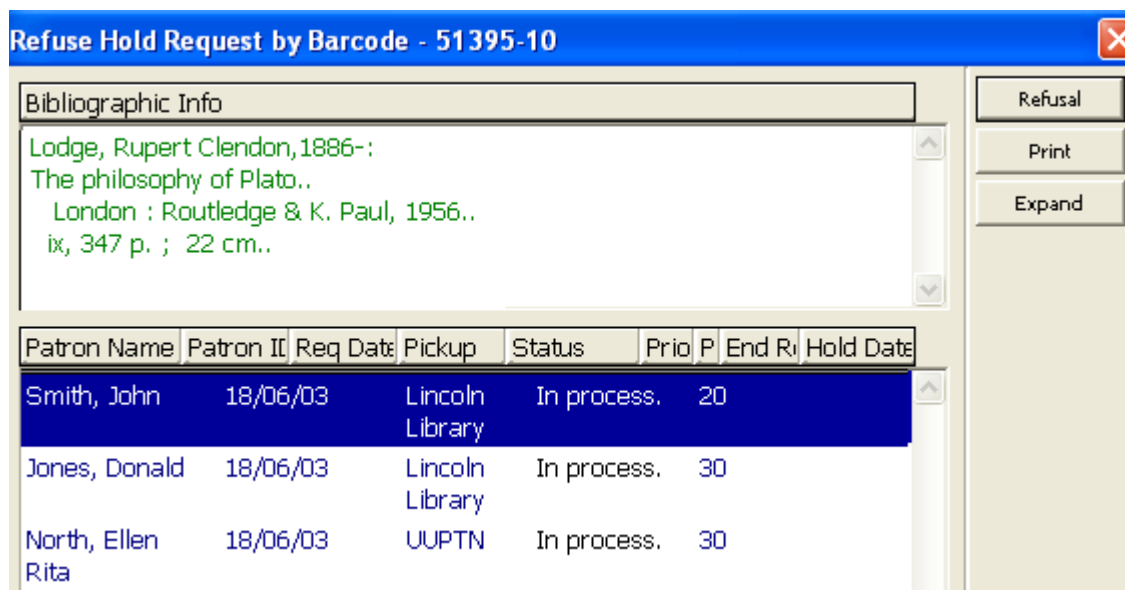 Refuse Hold Request by Barcode - 51395-10
Bibliographic Info
Refusal
Print
Expand
Lodge, Rupert Clendon,1886-:
The philosophy of Plato..
London : Routledge & K. Paul, 1956..
ix, 347 p. ; 22 cm..
Patron Name Patron ID Req Date Pickup Status Prio P End Ri Hold Date
Smith, John 18/06/03 Lincoln In process. 20
Library
Jones, Donald 18/06/03 Lincoln In process. 30
Library
North, Ellen 18/06/03 UUPTN In process. 30
Rita